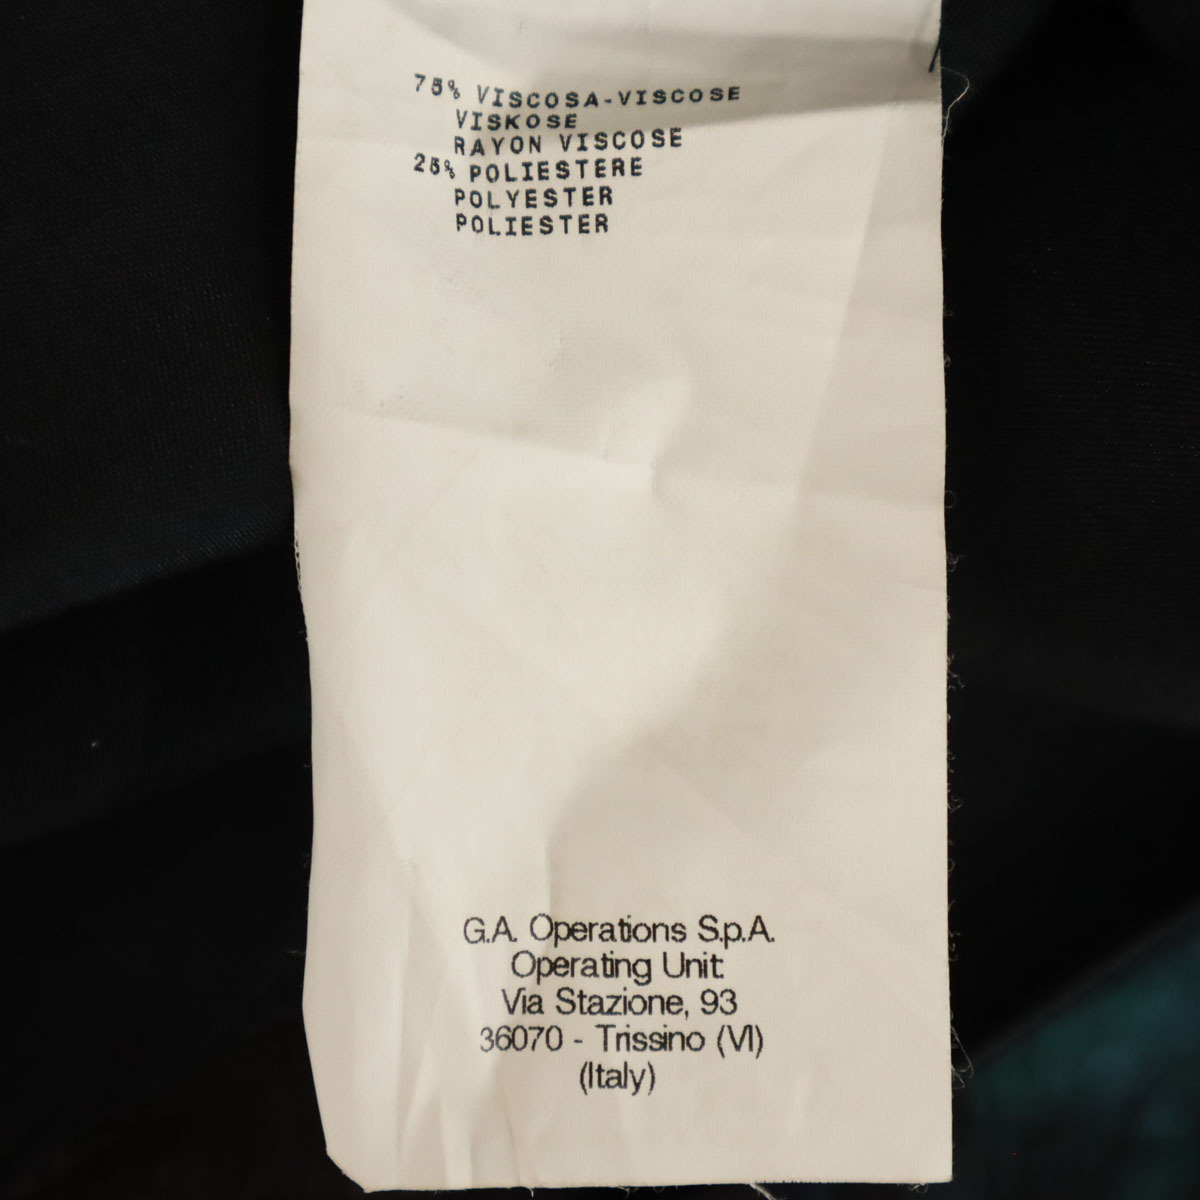 75% VISCOSA-VISCOSE
VISKOSE
RAYON VISCOSE
25% POLIESTERE
POLYESTER
POLIESTER
G.A. Operations S.p.A.
Operating Unit:
Via Stazione, 93
36070 - Trissino (VI)
(Italy)